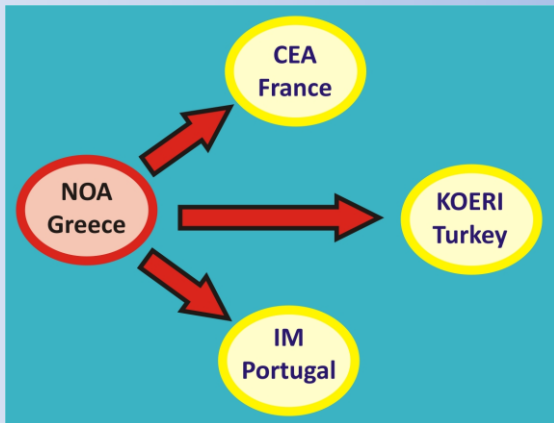 CEA
France
NOA
Greece
KOERI
Turkey
IM
Portugal